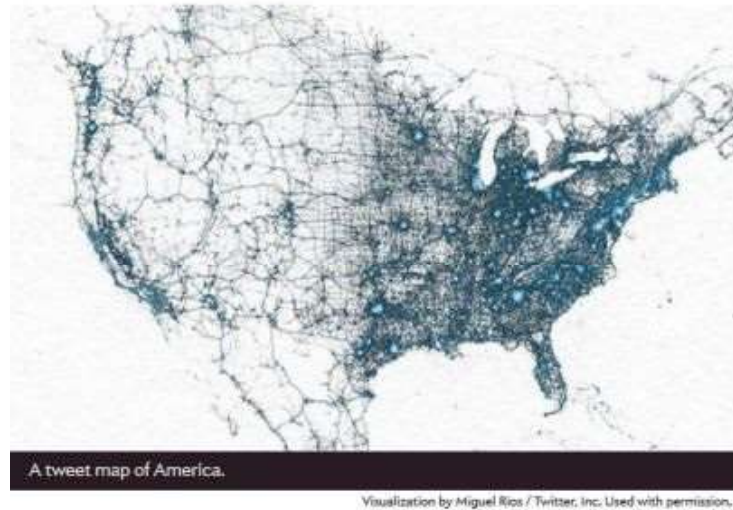 A tweet map of America.
Visualization by Miguel Rios / Twitter, Inc. Used with permission.